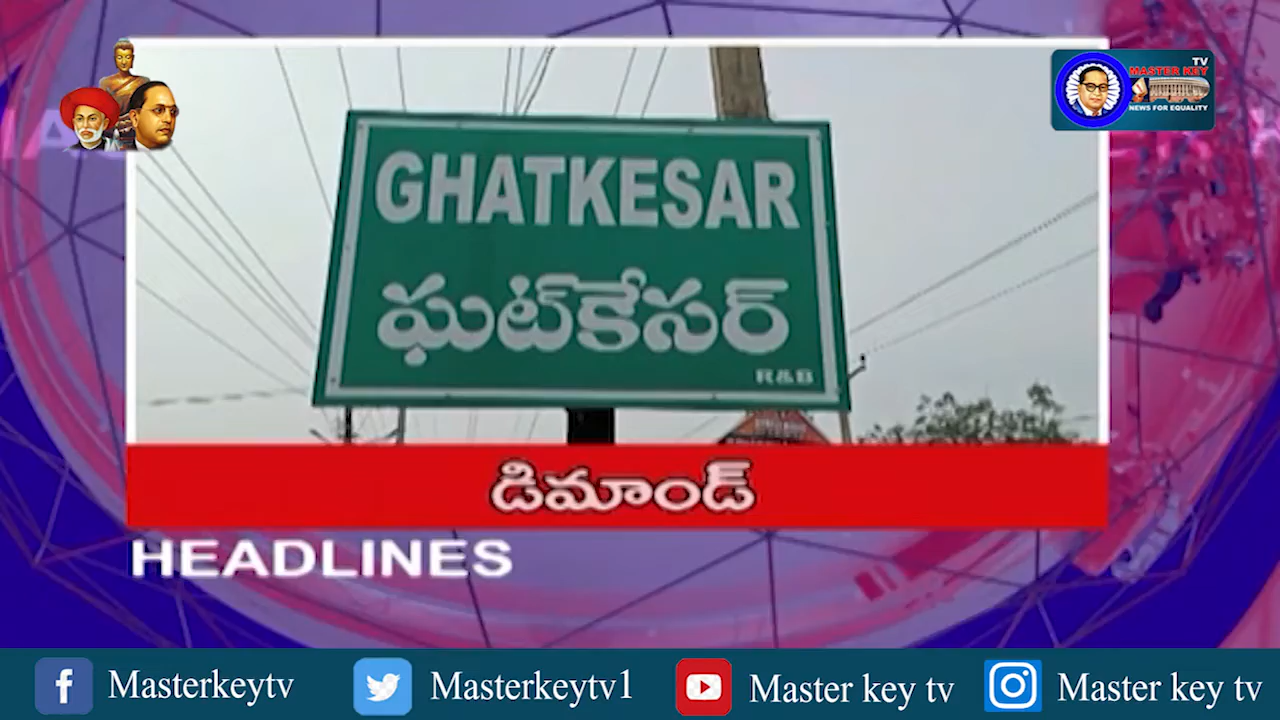 TV
MASTER KEY
NEWS FOR EQUALITY
GHATKESAR
ఘట్‌కేసర్
R&B
డిమాండ్
HEADLINES
Masterkeytv
Masterkeytv1
Master key tv
Master key tv